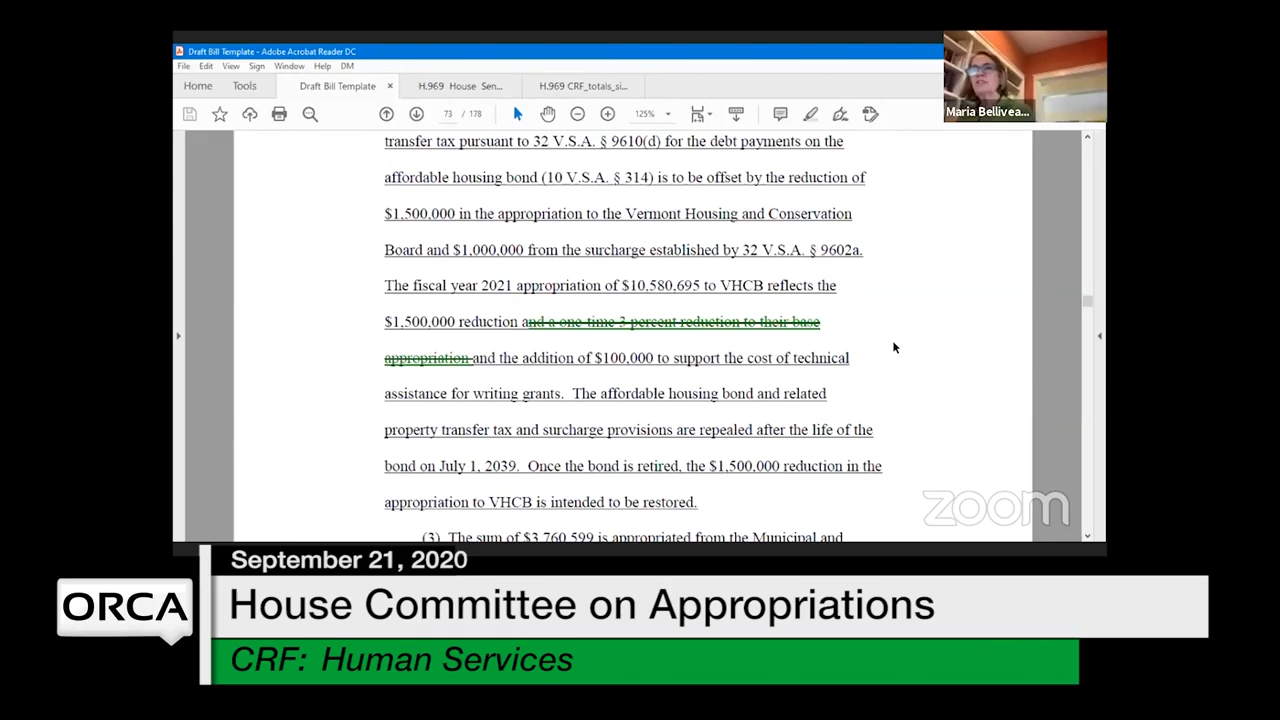 Draft Bill Template - Adobe Acrobat Reader DC
File Edit View Sign Window Help DM
Home Tools Draft Bill Template × H.969 House Sen... H.969 CRF_totals_si...
73 / 178 125%
Maria Bellivea...
transfer tax pursuant to 32 V.S.A. § 9610(d) for the debt payments on the
affordable housing bond (10 V.S.A. § 314) is to be offset by the reduction of
$1,500,000 in the appropriation to the Vermont Housing and Conservation
Board and $1,000,000 from the surcharge established by 32 V.S.A. § 9602a.
The fiscal year 2021 appropriation of $10,580,695 to VHCB reflects the
$1,500,000 reduction and a one-time 3 percent reduction to their base
appropriation and the addition of $100,000 to support the cost of technical
assistance for writing grants. The affordable housing bond and related
property transfer tax and surcharge provisions are repealed after the life of the
bond on July 1, 2039. Once the bond is retired, the $1,500,000 reduction in the
appropriation to VHCB is intended to be restored.
(3) The sum of $3,760,599 is appropriated from the Municipal and
zoom
September 21, 2020
ORCA
House Committee on Appropriations
CRF: Human Services